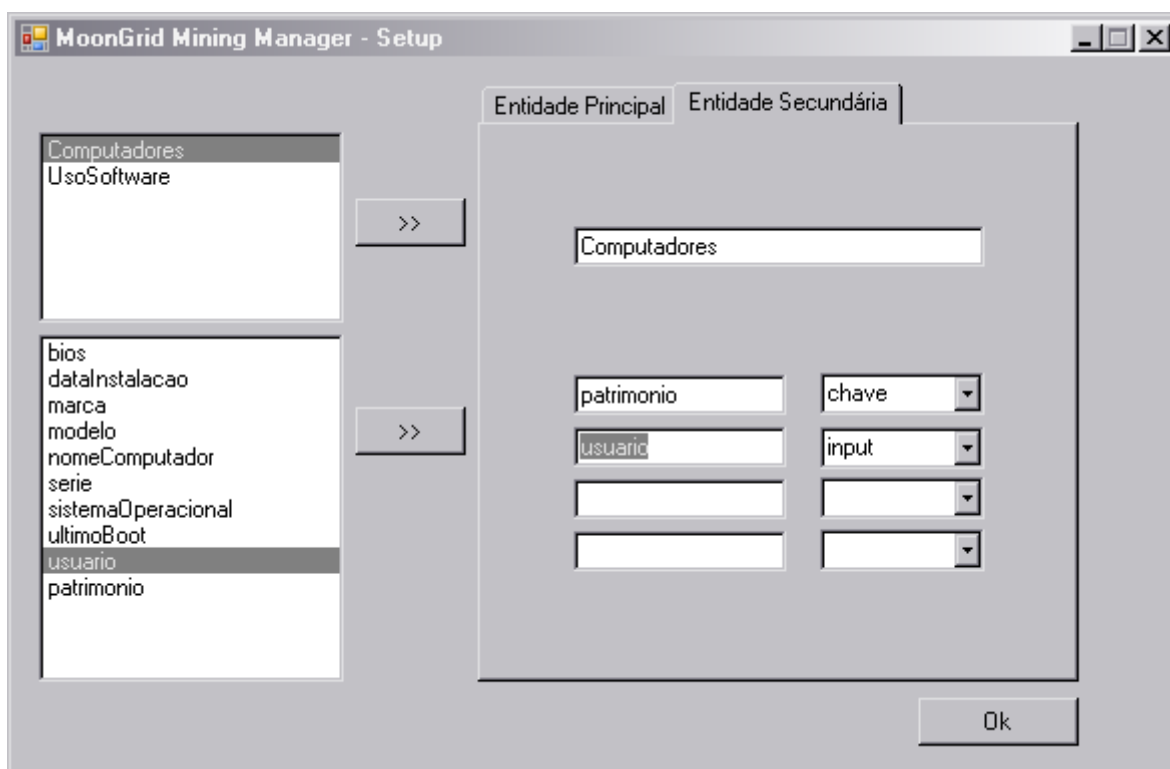 MoonGrid Mining Manager - Setup
Entidade Principal
Entidade Secundária
Computadores
UsoSoftware
>>
Computadores
bios
dataInstalacao
marca
modelo
nomeComputador
serie
sistemaOperacional
ultimoBoot
usuario
patrimonio
>>
patrimonio chave
usuario input
Ok